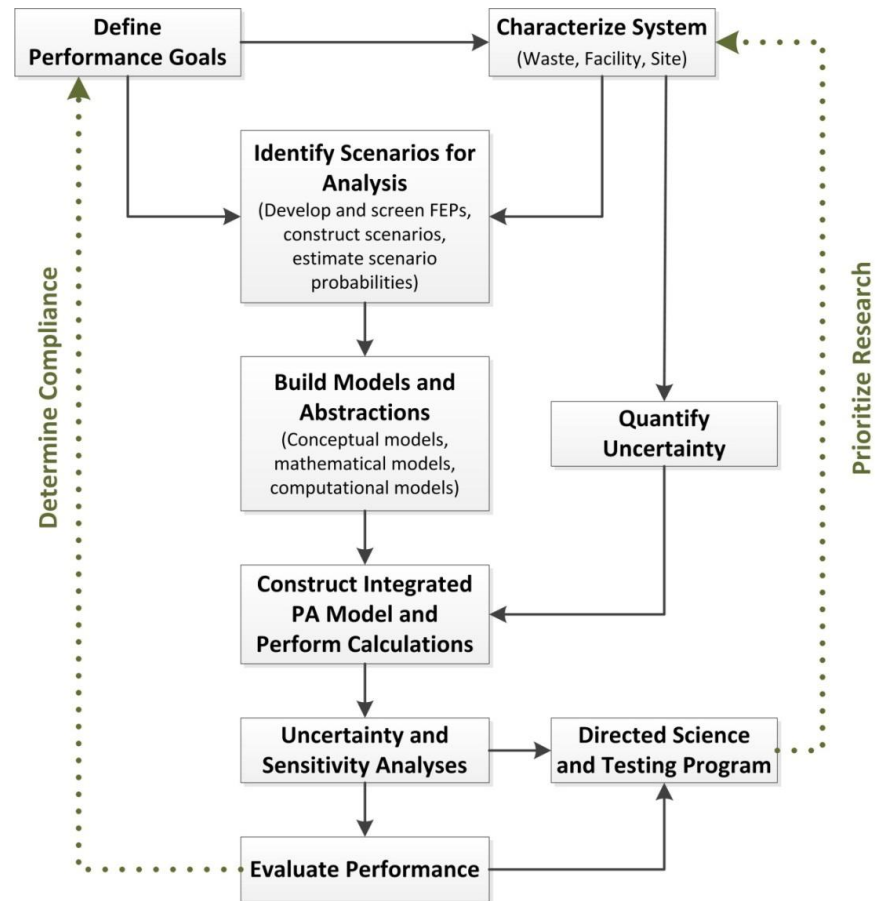 Define
Performance Goals
Characterize System
(Waste, Facility, Site)
Identify Scenarios for
Analysis
(Develop and screen FEPs,
construct scenarios,
estimate scenario
probabilities)
Build Models and
Abstractions
(Conceptual models,
mathematical models,
computational models)
Quantify
Uncertainty
Construct Integrated
PA Model and
Perform Calculations
Uncertainty and
Sensitivity Analyses
Directed Science
and Testing Program
Evaluate Performance
Determine Compliance
Prioritize Research